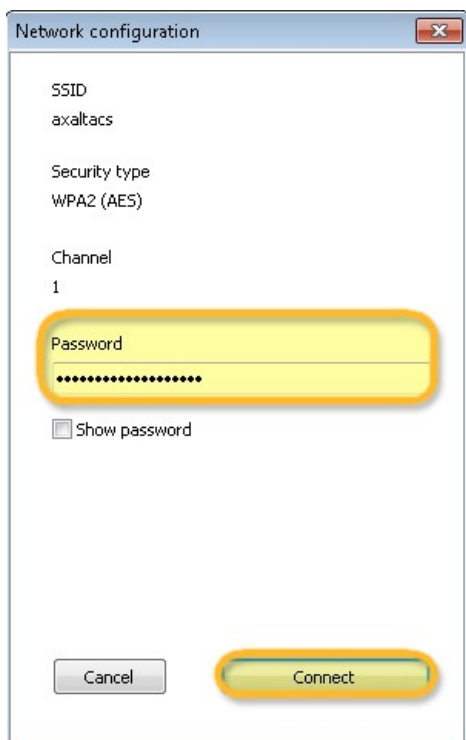 Network configuration
SSID
axaltacs
Security type
WPA2 (AES)
Channel
1
Password
•••••••••••••••••••
Show password
Cancel
Connect